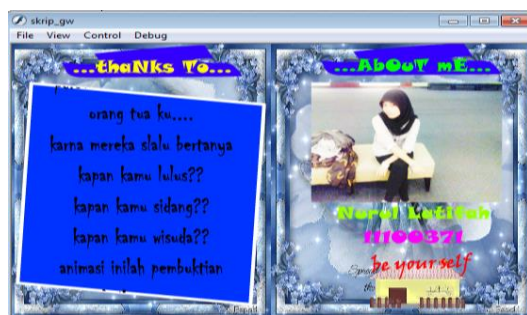 skrip_gw
File View Control Debug
...thaNks To...
orang tua ku....
karna mereka slalu bertanya
kapan kamu lulus??
kapan kamu sidang??
kapan kamu wisuda??
animasi inilah pembuktian
...AbOuT mE...
Nurul Latifah
11100371
be yourself